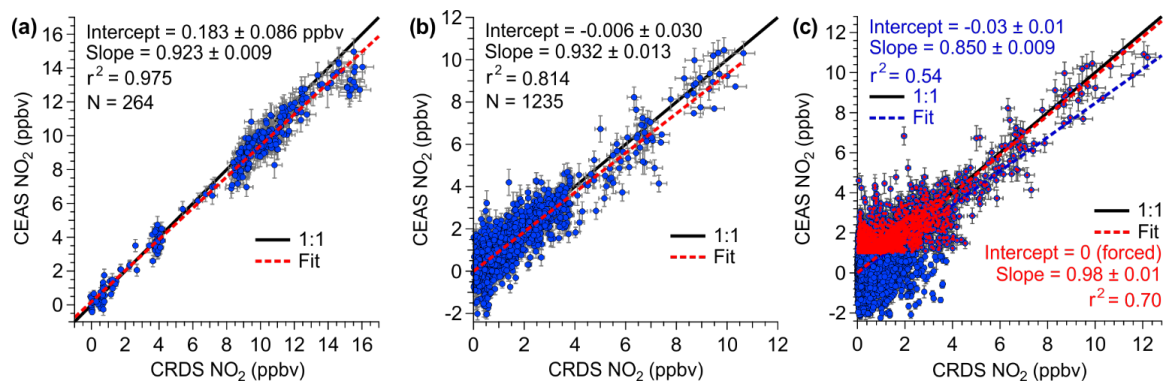 (a)
Intercept = 0.183 ± 0.086 ppbv
Slope = 0.923 ± 0.009
r² = 0.975
N = 264
1:1
Fit
CEAS NO₂ (ppbv)
16
14
12
10
8
6
4
2
0
0 2 4 6 8 10 12 14 16
CRDS NO₂ (ppbv)
(b)
Intercept = -0.006 ± 0.030
Slope = 0.932 ± 0.013
r² = 0.814
N = 1235
1:1
Fit
CEAS NO₂ (ppbv)
12
10
8
6
4
2
0
-2
0 2 4 6 8 10 12
CRDS NO₂ (ppbv)
(c)
Intercept = -0.03 ± 0.01
Slope = 0.850 ± 0.009
r² = 0.54
1:1
Fit
1:1
Fit
Intercept = 0 (forced)
Slope = 0.98 ± 0.01
r² = 0.70
CEAS NO₂ (ppbv)
12
10
8
6
4
2
0
-2
0 2 4 6 8 10 12
CRDS NO₂ (ppbv)